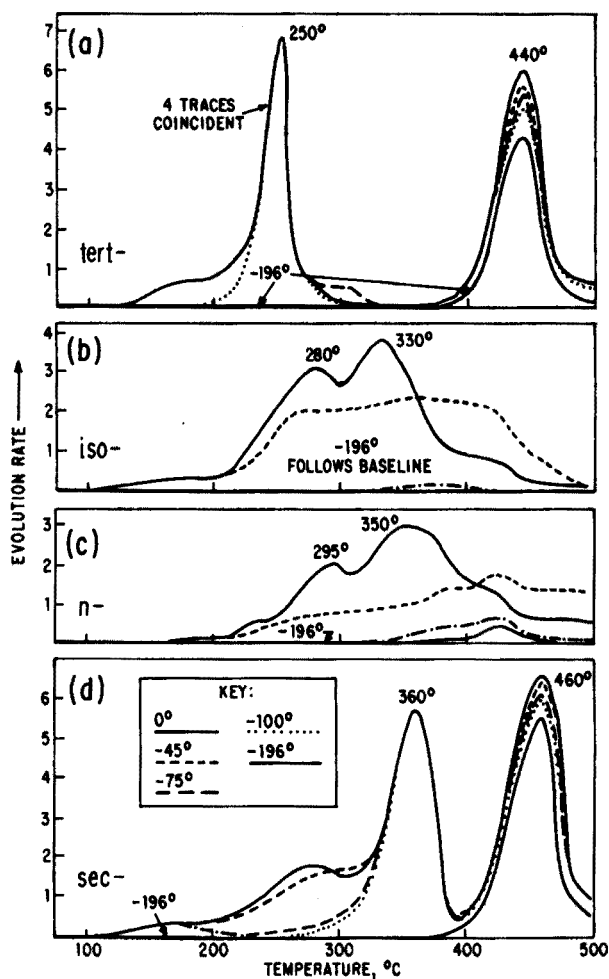 (a)
7
6
5
4
3
2
1
250°
440°
4 TRACES
COINCIDENT
-196°
tert-
(b)
4
3
2
1
280°
330°
-196°
FOLLOWS BASELINE
iso-
EVOLUTION RATE
(c)
3
2
1
295°
350°
-196°
n-
(d)
6
5
4
3
2
1
KEY:
0° -100°
-45° -196°
-75°
360°
460°
sec-
-196°
100 200 300 400 500
TEMPERATURE, °C